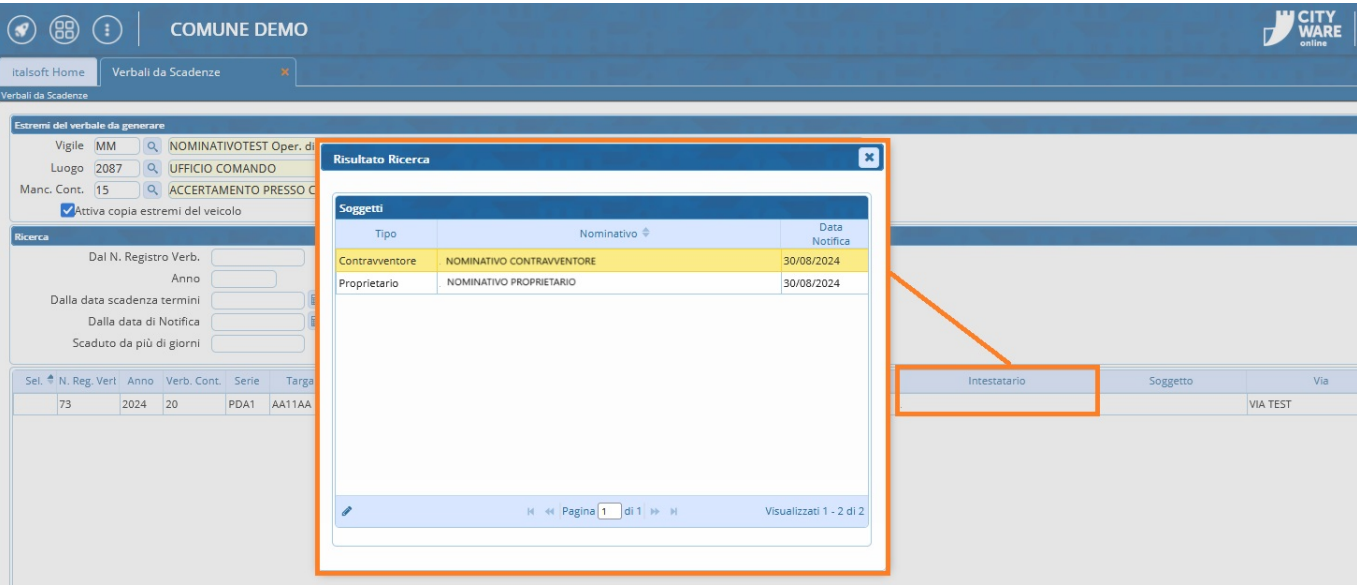 COMUNE DEMO
CITY
WARE
online
italsoft Home
Verbali da Scadenze
Verbali da Scadenze
Estremi del verbale da generare
Vigile MM NOMINATIVOTEST Oper. di
Luogo 2087 UFFICIO COMANDO
Manc. Cont. 15 ACCERTAMENTO PRESSO C
Attiva copia estremi del veicolo
Ricerca
Dal N. Registro Verb.
Anno
Dalla data scadenza termini
Dalla data di Notifica
Scaduto da più di giorni
Risultato Ricerca
Soggetti
Tipo Nominativo Data
Notifica
Contravventore NOMINATIVO CONTRAVVENTORE 30/08/2024
Proprietario NOMINATIVO PROPRIETARIO 30/08/2024
Pagina 1 di 1 Visualizzati 1 - 2 di 2
Sel. N. Reg. Vert Anno Verb. Cont. Serie Targa Intestatario Soggetto Via
73 2024 20 PDA1 AA11AA VIA TEST